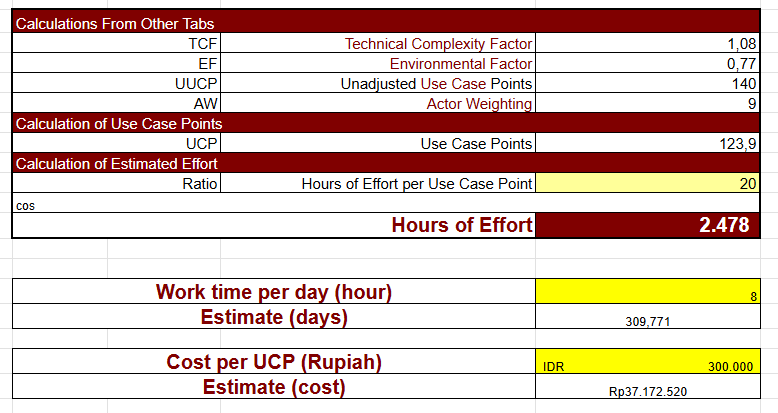 Calculations From Other Tabs
TCF Technical Complexity Factor 1,08
EF Environmental Factor 0,77
UUCP Unadjusted Use Case Points 140
AW Actor Weighting 9
Calculation of Use Case Points
UCP Use Case Points 123,9
Calculation of Estimated Effort
Ratio Hours of Effort per Use Case Point 20
cos
Hours of Effort 2.478
Work time per day (hour) 8
Estimate (days) 309,771
Cost per UCP (Rupiah) IDR 300.000
Estimate (cost) Rp37.172.520